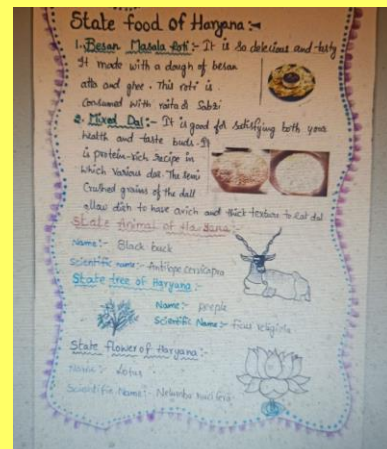 State food of Haryana :-
1. Besan Masala Roti :- It is so delecious and tasty
It made with a dough of besan
atta and ghee. This roti is
Consumed with raita & Sabzi
2. Mixed Dal :- It is good for satisfying both your
health and taste buds. It
is protein-rich recipe in
which various dal. The semi
Crushed grains of the dall
allow dish to have a rich and thick texture to Eat dal
State Animal of Haryana :-
Name :- Black buck
Scientific name :- Antilope cervicapra
State tree of Haryana :-
Name :- peeple
Scientific Name :- ficus religiosa
State flower of Haryana :-
Name :- Lotus
Scientific Name :- Nelumbo nucifera